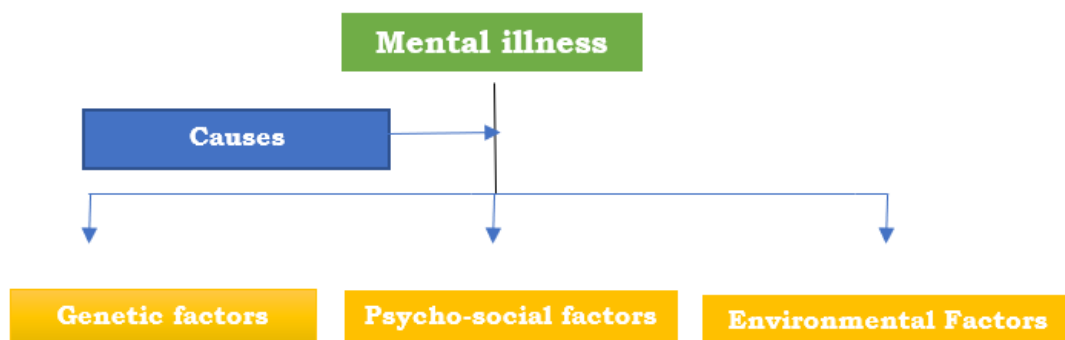 Mental illness
Causes
Genetic factors
Psycho-social factors
Environmental Factors